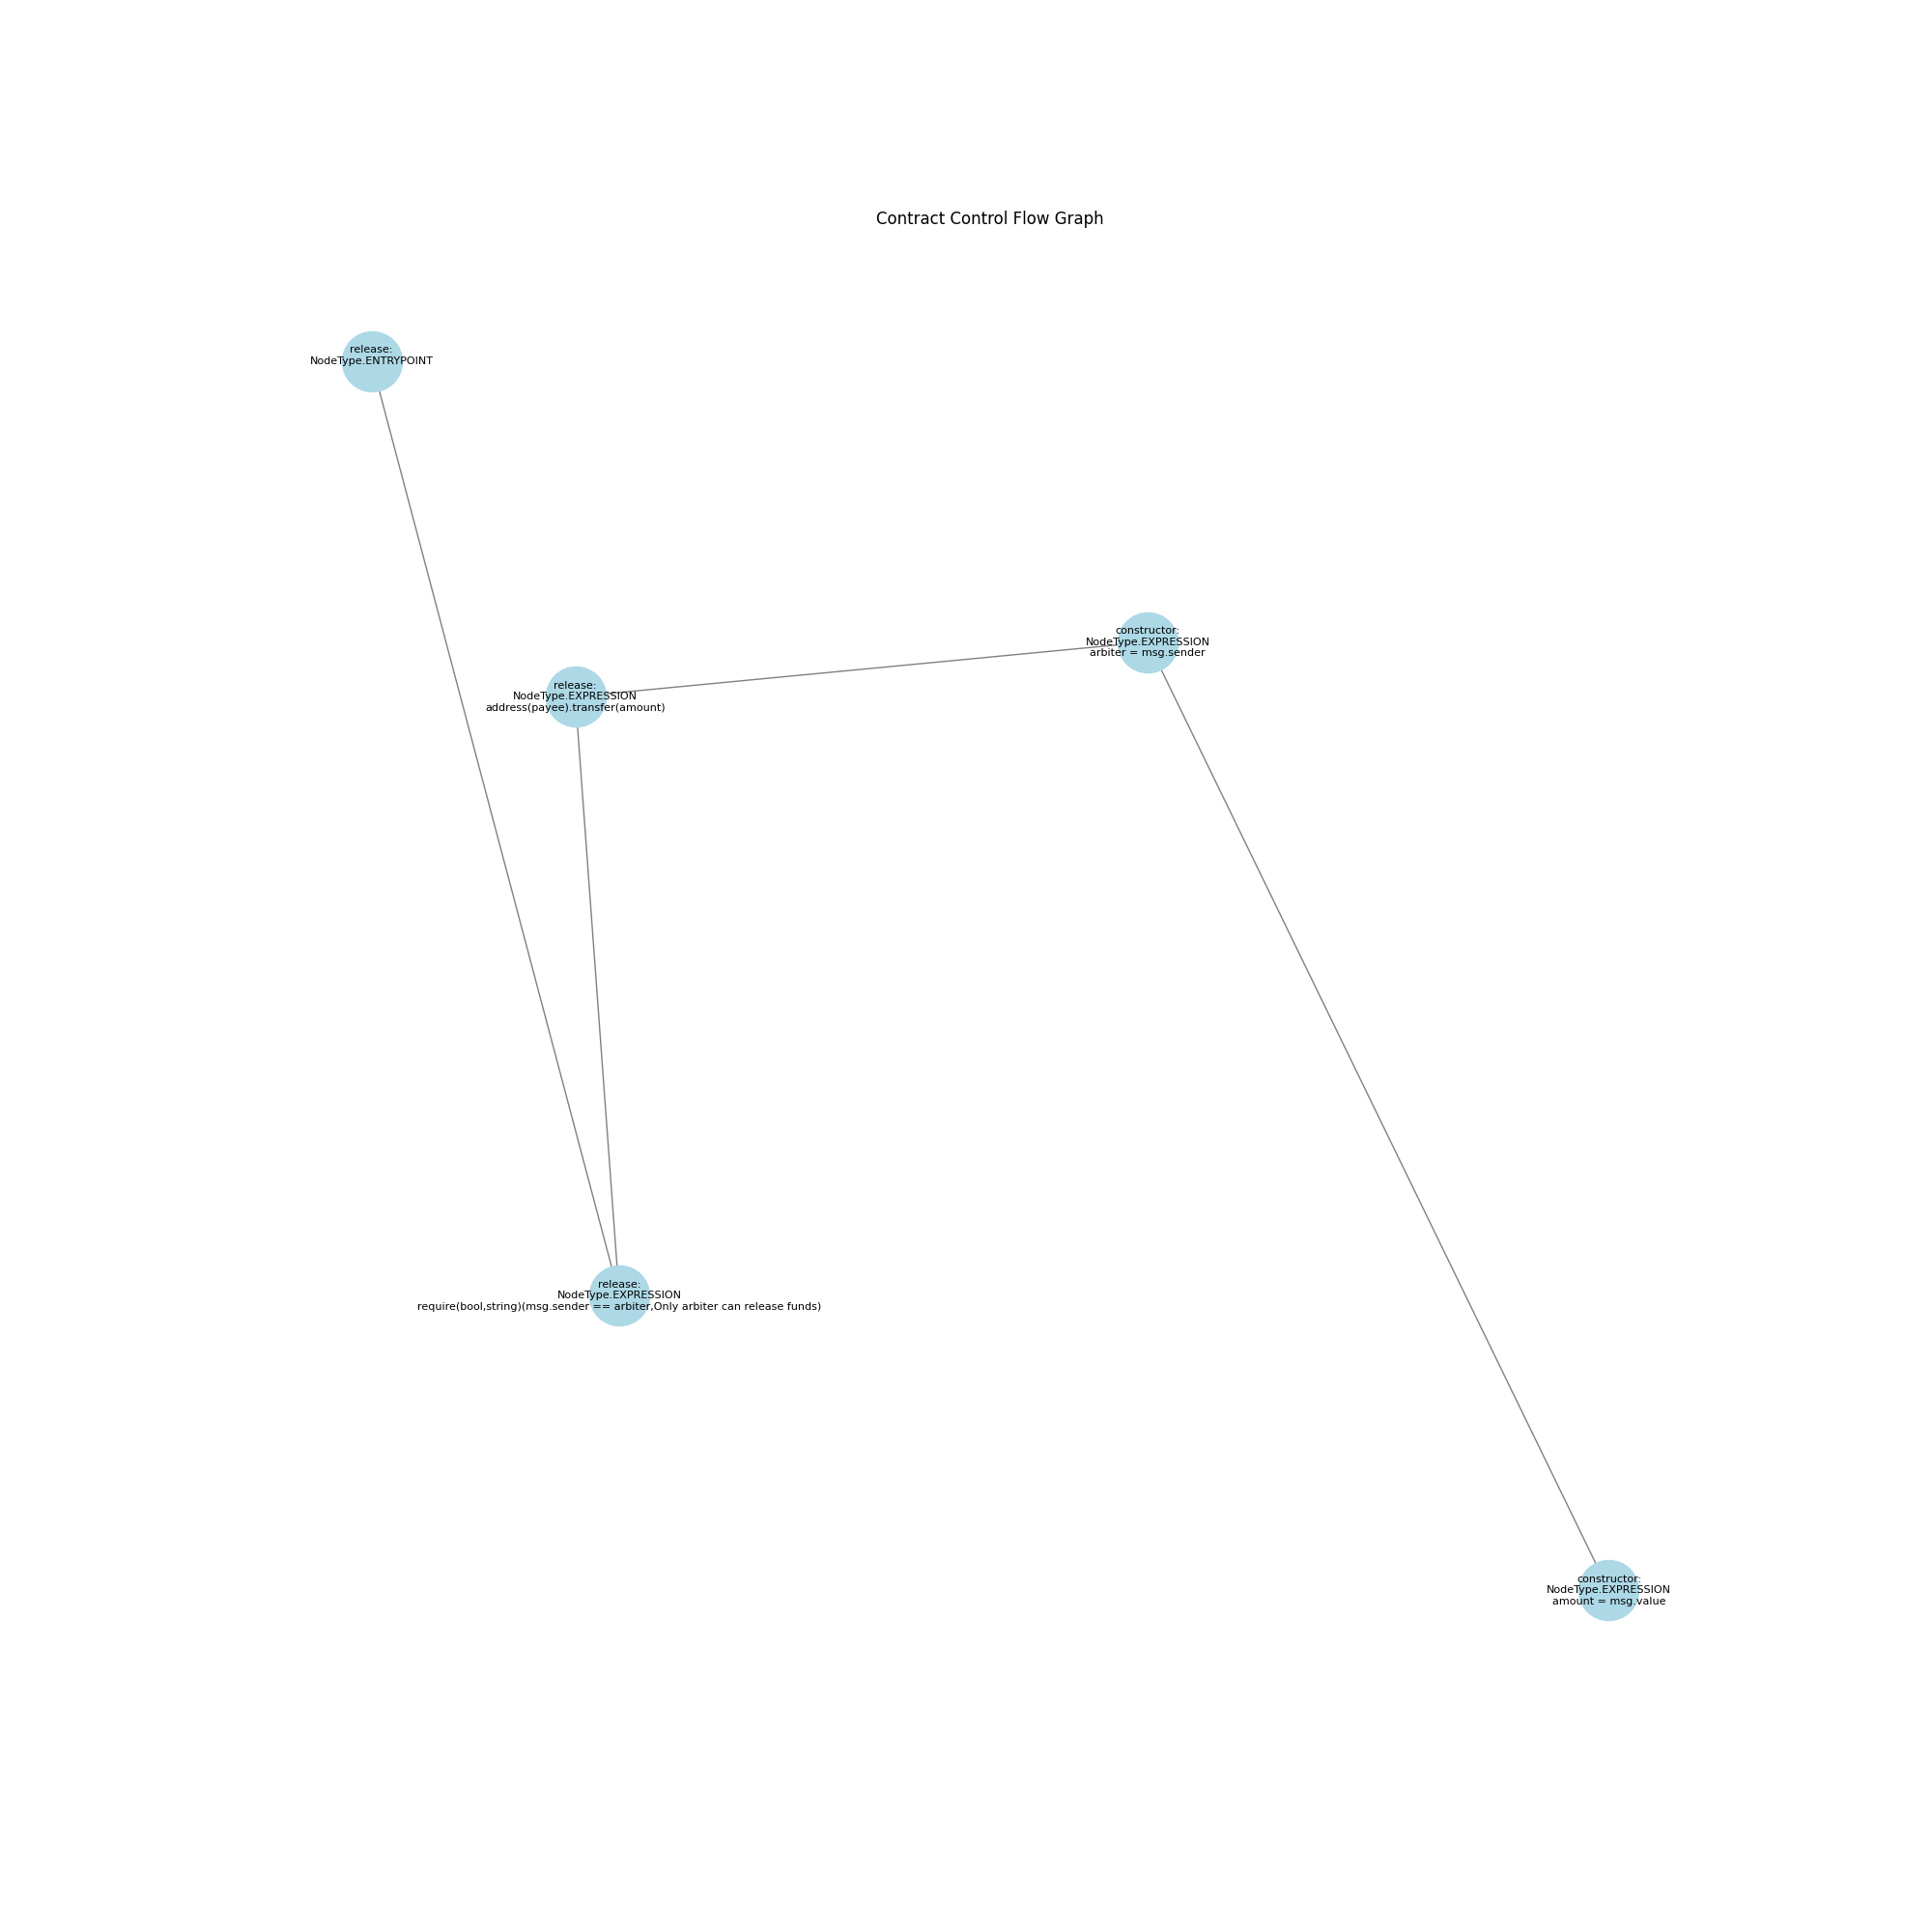 Contract Control Flow Graph
release:
NodeType.ENTRYPOINT
constructor:
NodeType.EXPRESSION
arbiter = msg.sender
release:
NodeType.EXPRESSION
address(payee).transfer(amount)
release:
NodeType.EXPRESSION
require(bool,string)(msg.sender == arbiter,Only arbiter can release funds)
constructor:
NodeType.EXPRESSION
amount = msg.value